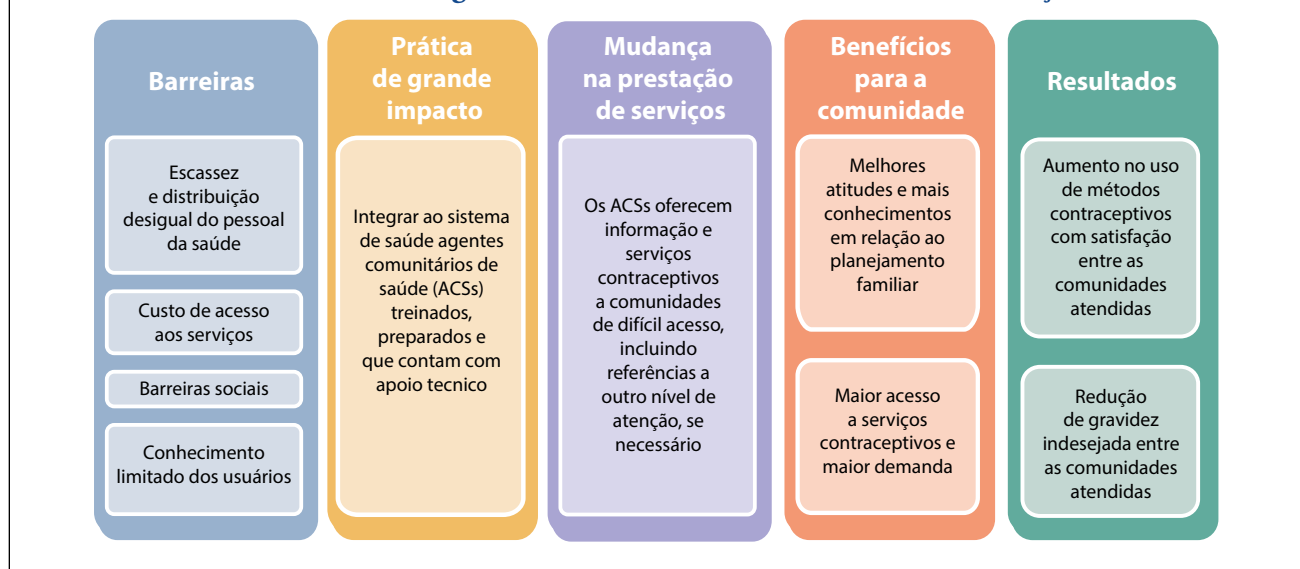 Barreiras
Escassez
e distribuição
desigual do pessoal
da saúde
Custo de acesso
aos serviços
Barreiras sociais
Conhecimento
limitado dos usuários
Prática
de grande
impacto
Integrar ao sistema
de saúde agentes
comunitários de
saúde (ACSs)
treinados,
preparados e
que contam com
apoio tecnico
Mudança
na prestação
de serviços
Os ACSs oferecem
informação e
serviços
contraceptivos
a comunidades
de difícil acesso,
incluindo
referências a
outro nível de
atenção, se
necessário
Benefícios
para a
comunidade
Melhores
atitudes e mais
conhecimentos
em relação ao
planejamento
familiar
Maior acesso
a serviços
contraceptivos e
maior demanda
Resultados
Aumento no uso
de métodos
contraceptivos
com satisfação
entre as
comunidades
atendidas
Redução
de gravidez
indesejada entre
as comunidades
atendidas